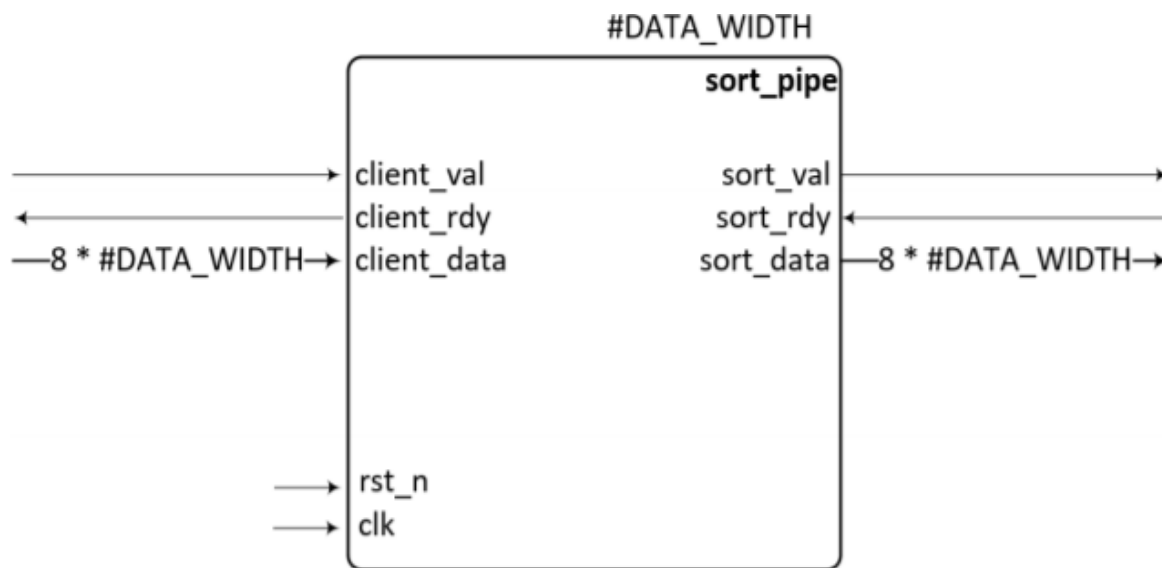 #DATA_WIDTH
sort_pipe
client_val
sort_val
client_rdy
sort_rdy
8 * #DATA_WIDTH
client_data
sort_data
8 * #DATA_WIDTH
rst_n
clk